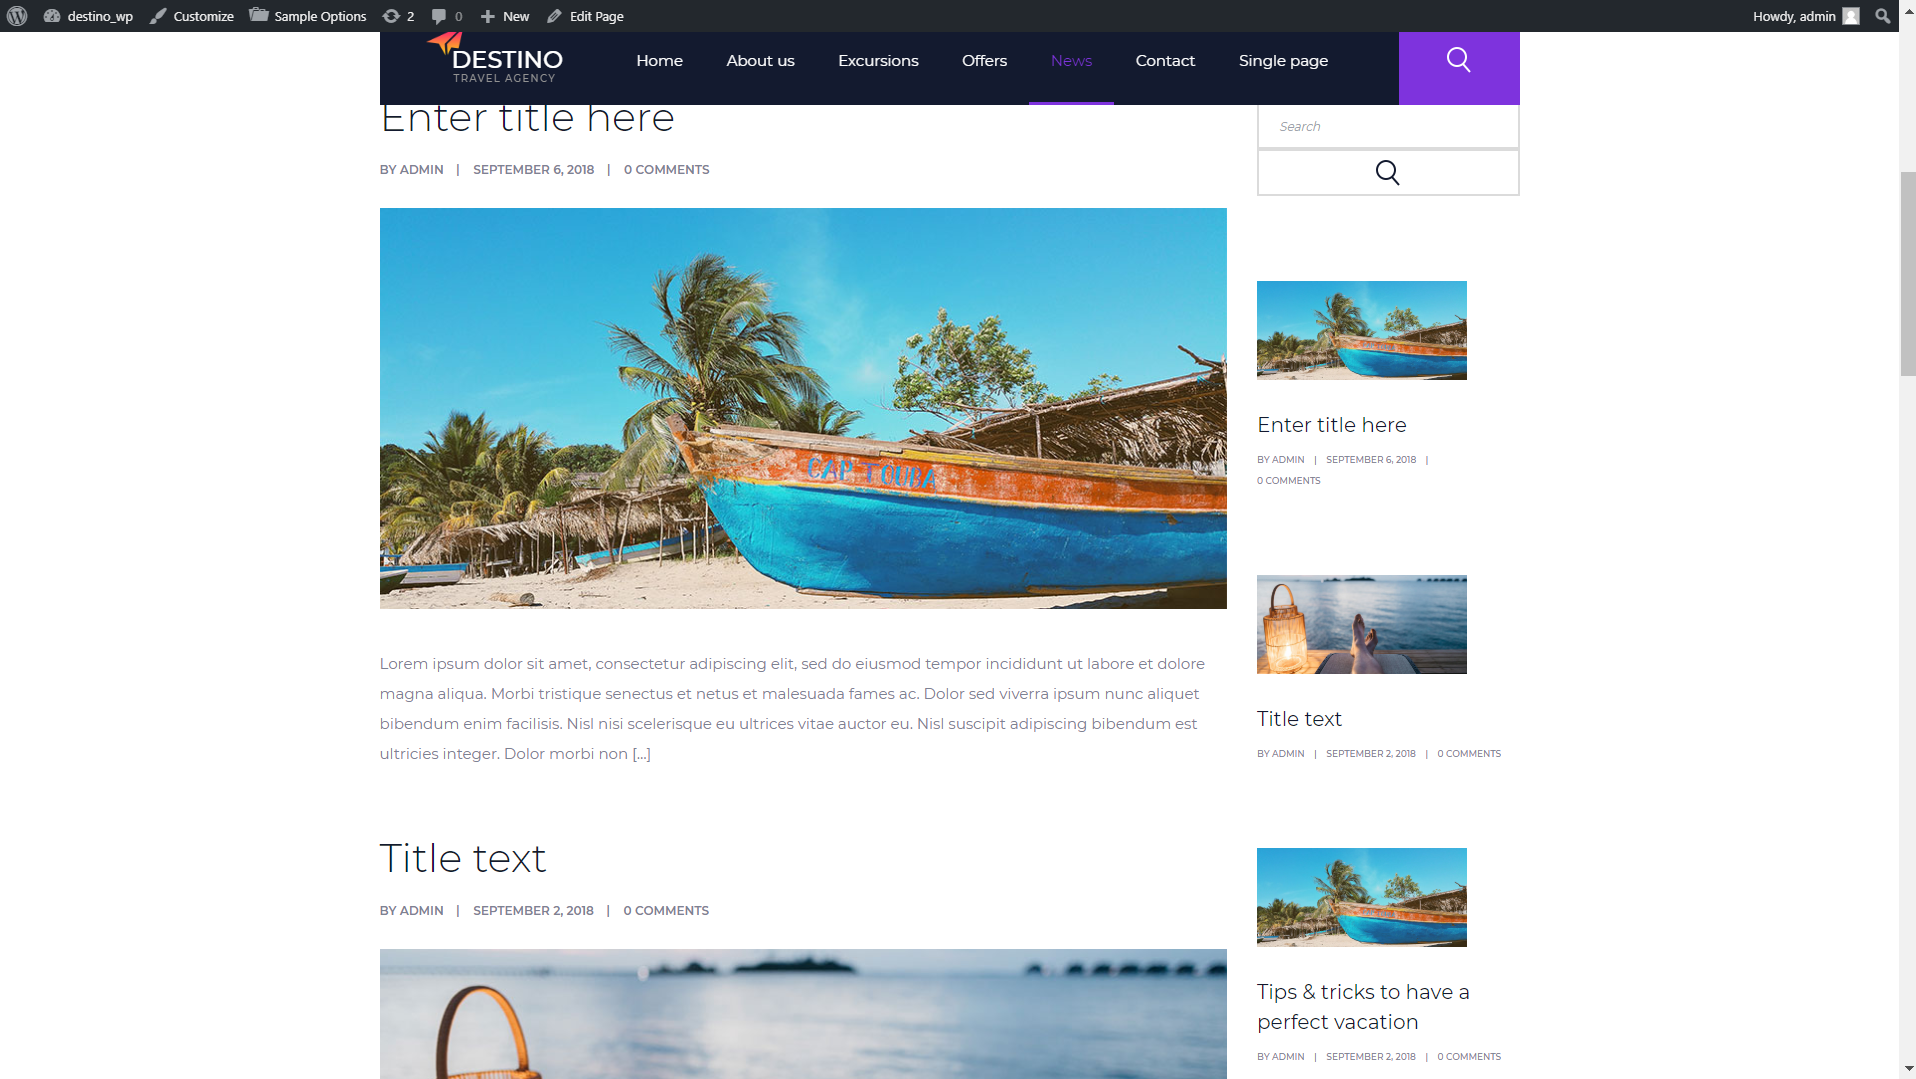 destino_wp Customize Sample Options 2 0 New Edit Page Howdy, admin
DESTINO
TRAVEL AGENCY
Home About us Excursions Offers News Contact Single page
Enter title here
BY ADMIN | SEPTEMBER 6, 2018 | 0 COMMENTS
CAP TOUBA
Lorem ipsum dolor sit amet, consectetur adipiscing elit, sed do eiusmod tempor incididunt ut labore et dolore
magna aliqua. Morbi tristique senectus et netus et malesuada fames ac. Dolor sed viverra ipsum nunc aliquet
bibendum enim facilisis. Nisl nisi scelerisque eu ultrices vitae auctor eu. Nisl suscipit adipiscing bibendum est
ultricies integer. Dolor morbi non [...]
Title text
BY ADMIN | SEPTEMBER 2, 2018 | 0 COMMENTS
Search
Enter title here
BY ADMIN | SEPTEMBER 6, 2018 |
0 COMMENTS
Title text
BY ADMIN | SEPTEMBER 2, 2018 | 0 COMMENTS
Tips & tricks to have a
perfect vacation
BY ADMIN | SEPTEMBER 2, 2018 | 0 COMMENTS